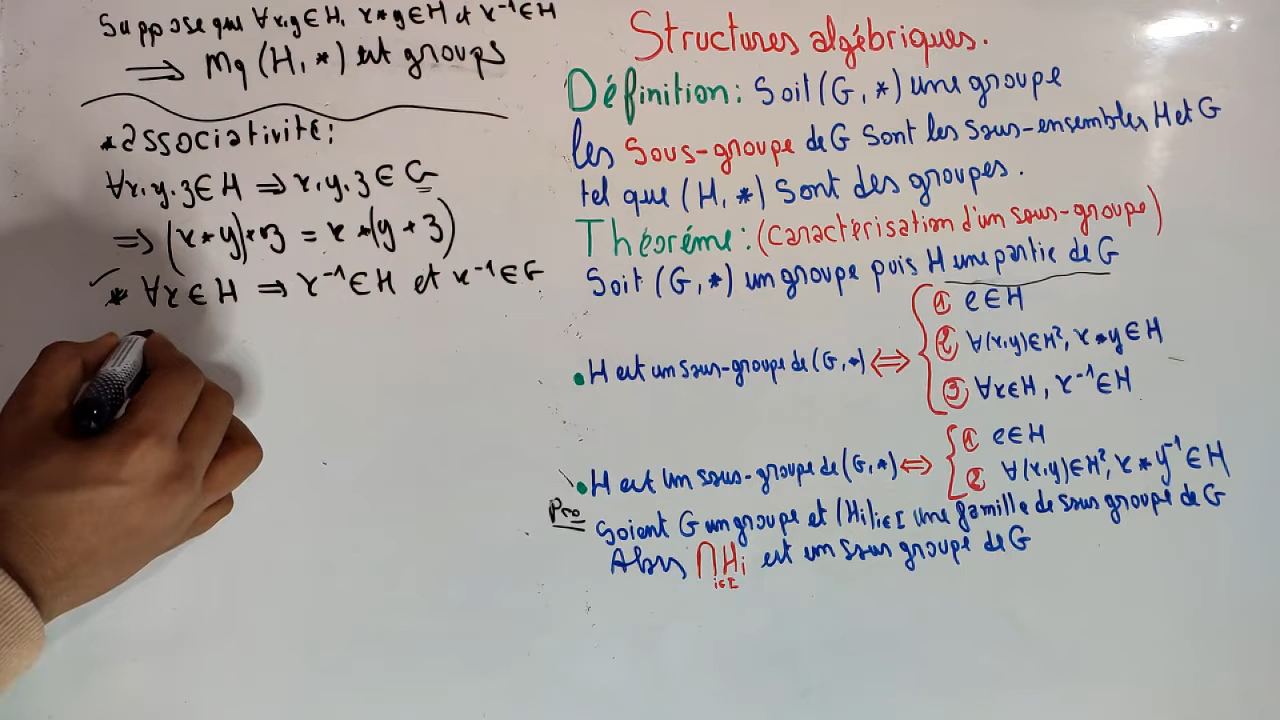 Suppose que ∀x,y∈H, x*y∈H et x⁻¹∈H
⟹ Mq (H,*) est groups
*associativité:
∀x.y.z∈H ⟹ x.y.z∈G
⟹ (x*y)*z = x*(y*z)
* ∀x∈H ⟹ x⁻¹∈H et x⁻¹∈G
Structures algébriques.
Définition: Soit (G,*) une groupe
les Sous-groupe de G sont les sous-ensembles H et G
tel que (H,*) sont des groupes.
Théoréme: (caractérisation d'un sous-groupe)
Soit (G,*) un groupe puis H une partie de G
• H est un sous-groupe de (G,*) ⟺ { ① e∈H
② ∀(x,y)∈H², x*y∈H
③ ∀x∈H, x⁻¹∈H
• H est un sous-groupe de (G,*) ⟺ { ① e∈H
② ∀(x,y)∈H², x*y⁻¹∈H
Pro Soient G un groupe et (Hi)i∈I une famille de sous groupe de G
Alors ⋂i∈I Hi est un sous groupe de G